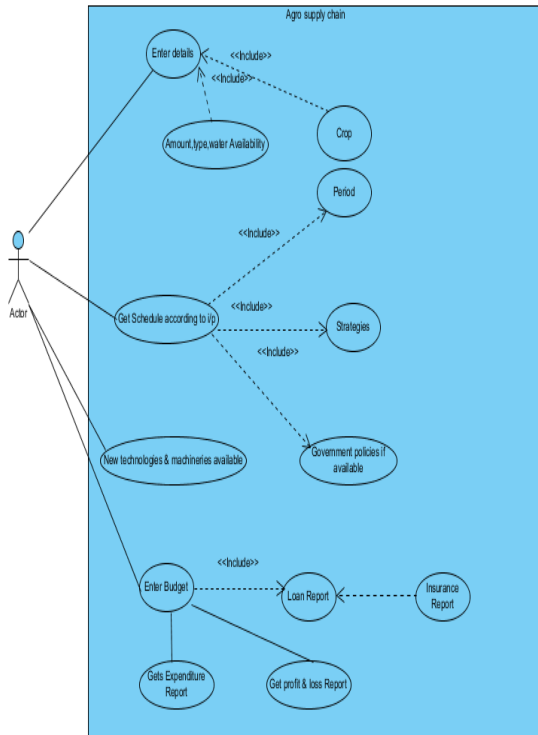 Agro supply chain
Enter details
<<Include>>
<<Include>>
Amount,type,water Availability
Crop
Period
<<Include>>
Actor
Get Schedule according to i/p
<<Include>>
Strategies
<<Include>>
New technologies & machineries available
Government policies if
available
<<Include>>
Enter Budget
Loan Report
Insurance
Report
Gets Expenditure
Report
Get profit & loss Report